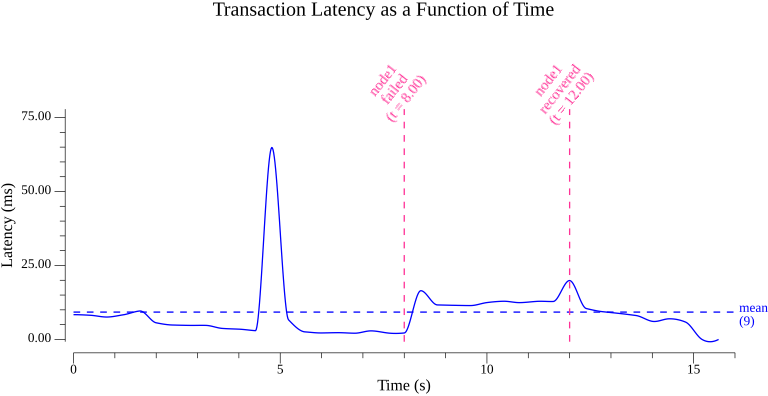 Transaction Latency as a Function of Time
node1
failed
(t = 8.00)
node1
recovered
(t = 12.00)
75.00
50.00
25.00
0.00
Latency (ms)
mean
(9)
0
5
10
15
Time (s)